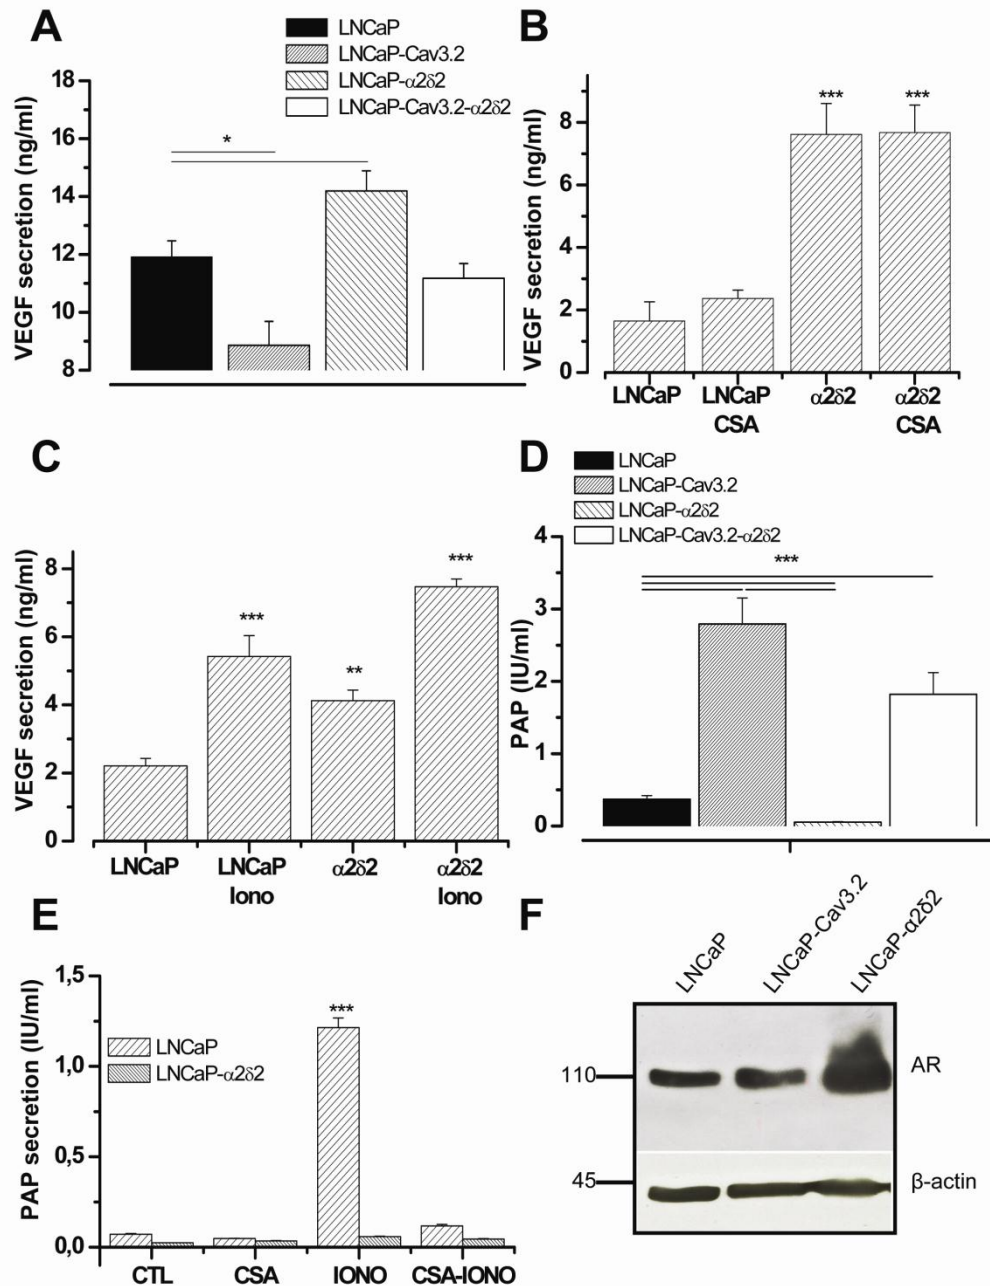 A
LNCaP
LNCaP-Cav3.2
LNCaP-α2δ2
LNCaP-Cav3.2-α2δ2
VEGF secretion (ng/ml)
18
16
14
12
10
8
*
B
VEGF secretion (ng/ml)
8
6
4
2
0
***
***
LNCaP
LNCaP
CSA
α2δ2
α2δ2
CSA
C
VEGF secretion (ng/ml)
8
6
4
2
0
***
**
***
LNCaP
LNCaP
Iono
α2δ2
α2δ2
Iono
D
LNCaP
LNCaP-Cav3.2
LNCaP-α2δ2
LNCaP-Cav3.2-α2δ2
PAP (IU/ml)
4
3
2
1
0
***
E
PAP secretion (IU/ml)
1,5
1,0
0,5
0,0
LNCaP
LNCaP-α2δ2
***
CTL
CSA
IONO
CSA-IONO
F
LNCaP
LNCaP-Cav3.2
LNCaP-α2δ2
110
AR
45
β-actin